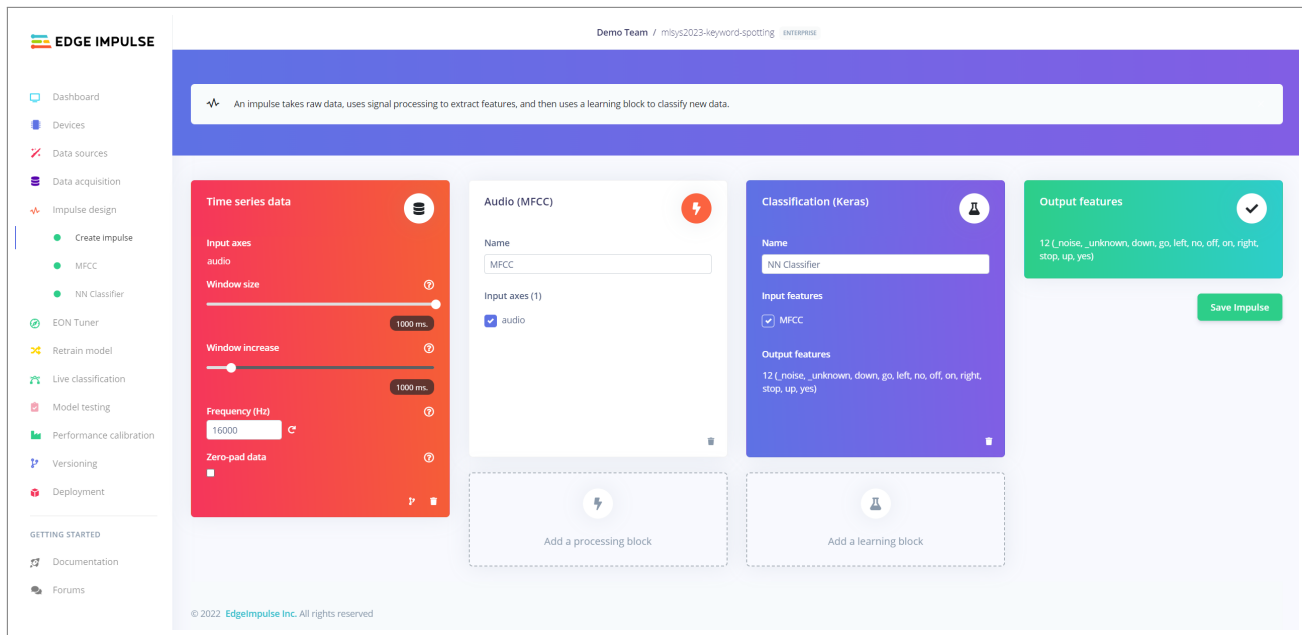 EDGE IMPULSE
Demo Team / mlsys2023-keyword-spotting ENTERPRISE
Dashboard
Devices
Data sources
Data acquisition
Impulse design
Create impulse
MFCC
NN Classifier
EON Tuner
Retrain model
Live classification
Model testing
Performance calibration
Versioning
Deployment
GETTING STARTED
Documentation
Forums
An impulse takes raw data, uses signal processing to extract features, and then uses a learning block to classify new data.
Time series data
Input axes
audio
Window size
1000 ms.
Window increase
1000 ms.
Frequency (Hz)
16000
Zero-pad data
Audio (MFCC)
Name
MFCC
Input axes (1)
audio
Add a processing block
Classification (Keras)
Name
NN Classifier
Input features
MFCC
Output features
12 (_noise, _unknown, down, go, left, no, off, on, right,
stop, up, yes)
Add a learning block
Output features
12 (_noise, _unknown, down, go, left, no, off, on, right,
stop, up, yes)
Save Impulse
© 2022 EdgeImpulse Inc. All rights reserved